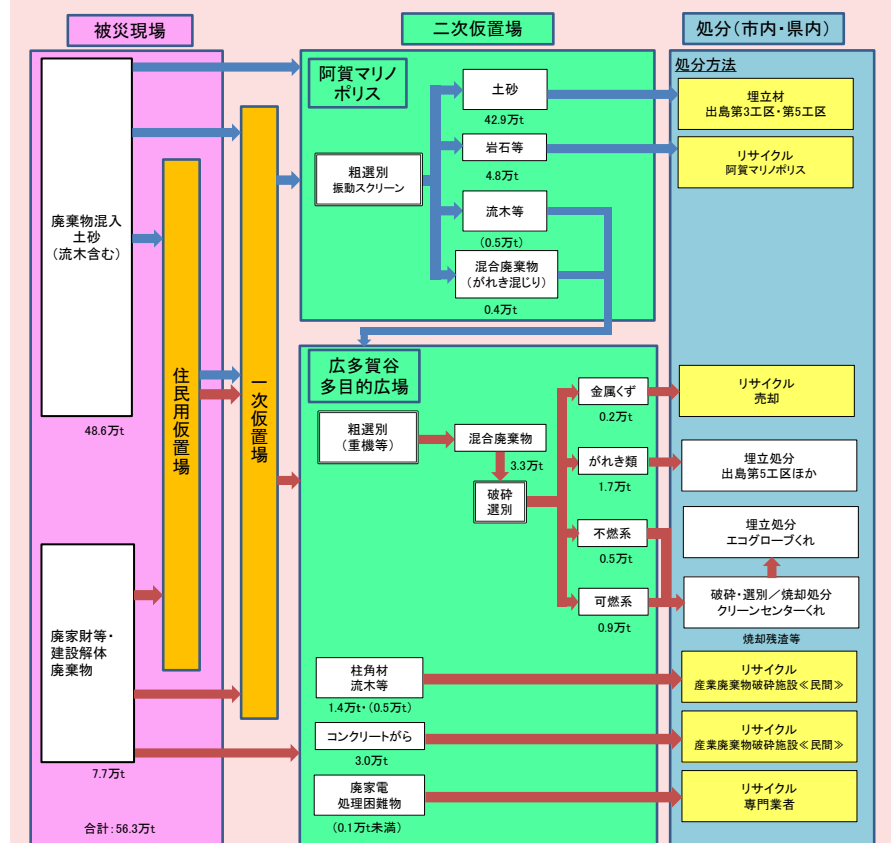 被災現場
二次仮置場
処分(市内・県内)
廃棄物混入
土砂
(流木含む)
48.6万t
廃家財等・
建設解体
廃棄物
7.7万t
合計:56.3万t
住民用仮置場
一次仮置場
阿賀マリノ
ポリス
粗選別
振動スクリーン
土砂
42.9万t
岩石等
4.8万t
流木等
(0.5万t)
混合廃棄物
(がれき混じり)
0.4万t
広多賀谷
多目的広場
粗選別
(重機等)
混合廃棄物
3.3万t
破砕
選別
金属くず
0.2万t
がれき類
1.7万t
不燃系
0.5万t
可燃系
0.9万t
柱角材
流木等
1.4万t・(0.5万t)
コンクリートがら
3.0万t
廃家電
処理困難物
(0.1万t未満)
処分方法
埋立材
出島第3工区・第5工区
リサイクル
阿賀マリノポリス
リサイクル
売却
埋立処分
出島第5工区ほか
埋立処分
エコグローブくれ
破砕・選別/焼却処分
クリーンセンターくれ
焼却残渣等
リサイクル
産業廃棄物破砕施設≪民間≫
リサイクル
産業廃棄物破砕施設≪民間≫
リサイクル
専門業者